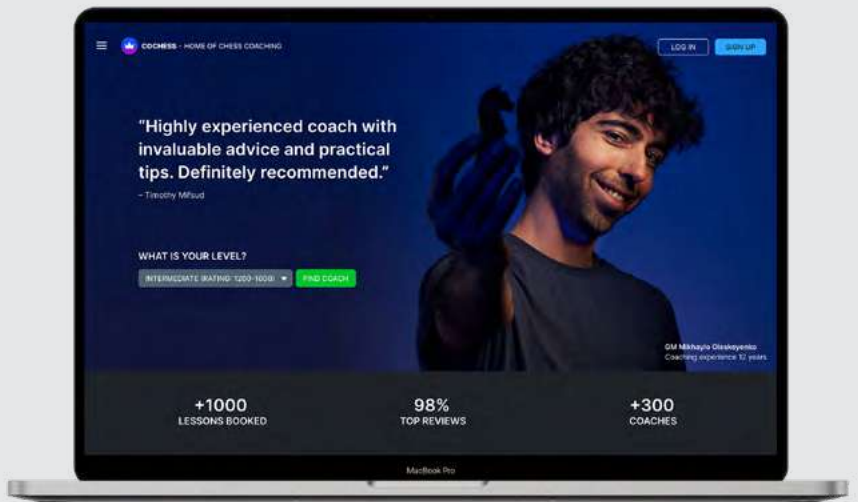 COCHESS - HOME OF CHESS COACHING
LOG IN
SIGN UP
"Highly experienced coach with
invaluable advice and practical
tips. Definitely recommended."
– Timothy Mifsud
WHAT IS YOUR LEVEL?
INTERMEDIATE (RATING: 1200-1600)
FIND COACH
GM Mikhaylo Oleksiyenko
Coaching experience 12 years
+1000
LESSONS BOOKED
98%
TOP REVIEWS
+300
COACHES
MacBook Pro